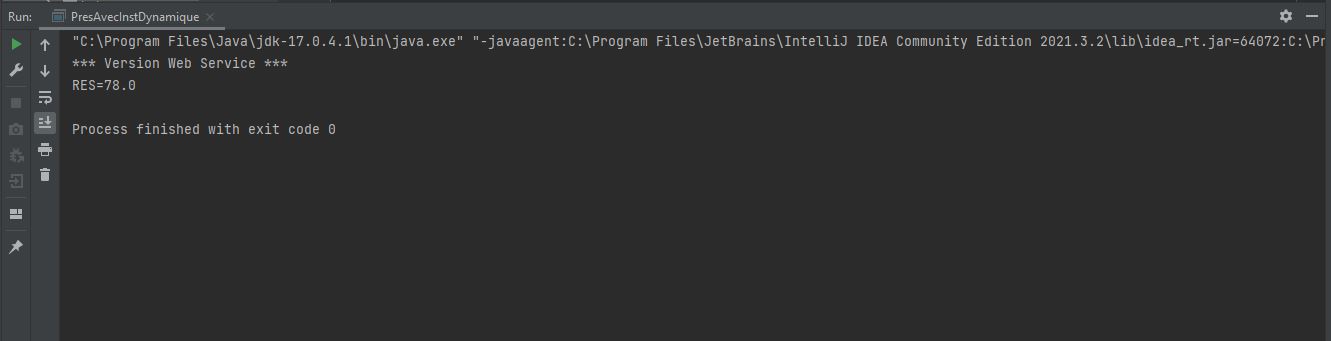 Run: PresAvecInstDynamique
"C:\Program Files\Java\jdk-17.0.4.1\bin\java.exe" "-javaagent:C:\Program Files\JetBrains\IntelliJ IDEA Community Edition 2021.3.2\lib\idea_rt.jar=64072:C:\Pr
*** Version Web Service ***
RES=78.0
Process finished with exit code 0